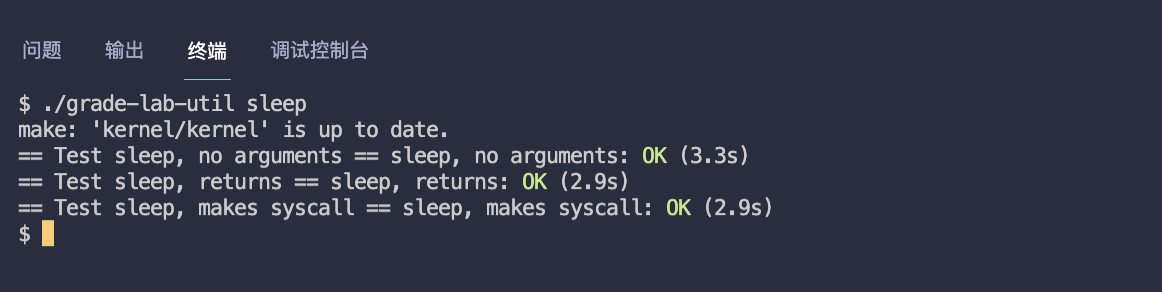 问题 输出 终端 调试控制台
$ ./grade-lab-util sleep
make: 'kernel/kernel' is up to date.
== Test sleep, no arguments == sleep, no arguments: OK (3.3s)
== Test sleep, returns == sleep, returns: OK (2.9s)
== Test sleep, makes syscall == sleep, makes syscall: OK (2.9s)
$